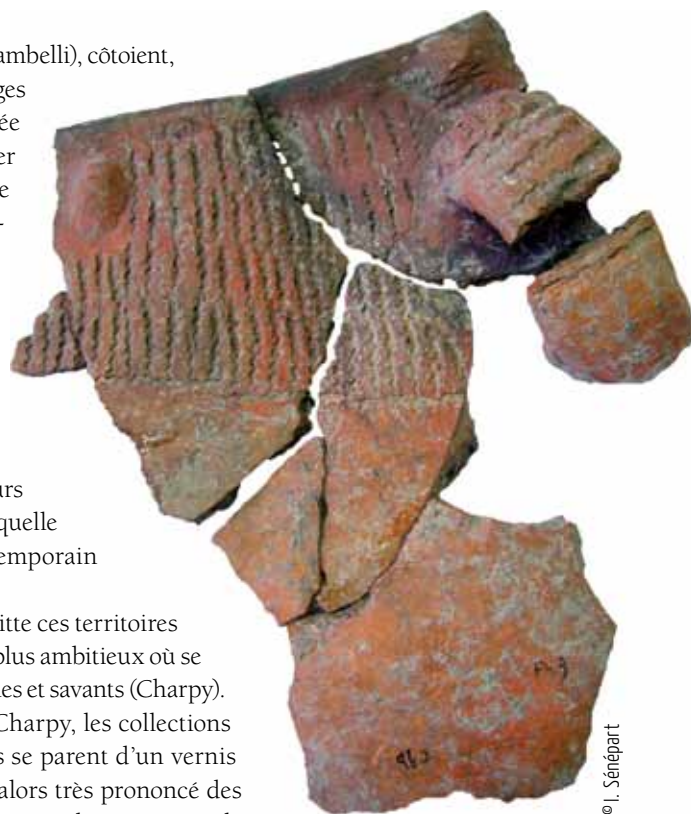 ambelli), côtoient,
ges
ée
er
e
-
urs
quelle
temporain
itte ces territoires
plus ambitieux où se
es et savants (Charpy).
Charpy, les collections
s se parent d'un vernis
alors très prononcé des
© I. Sénépart